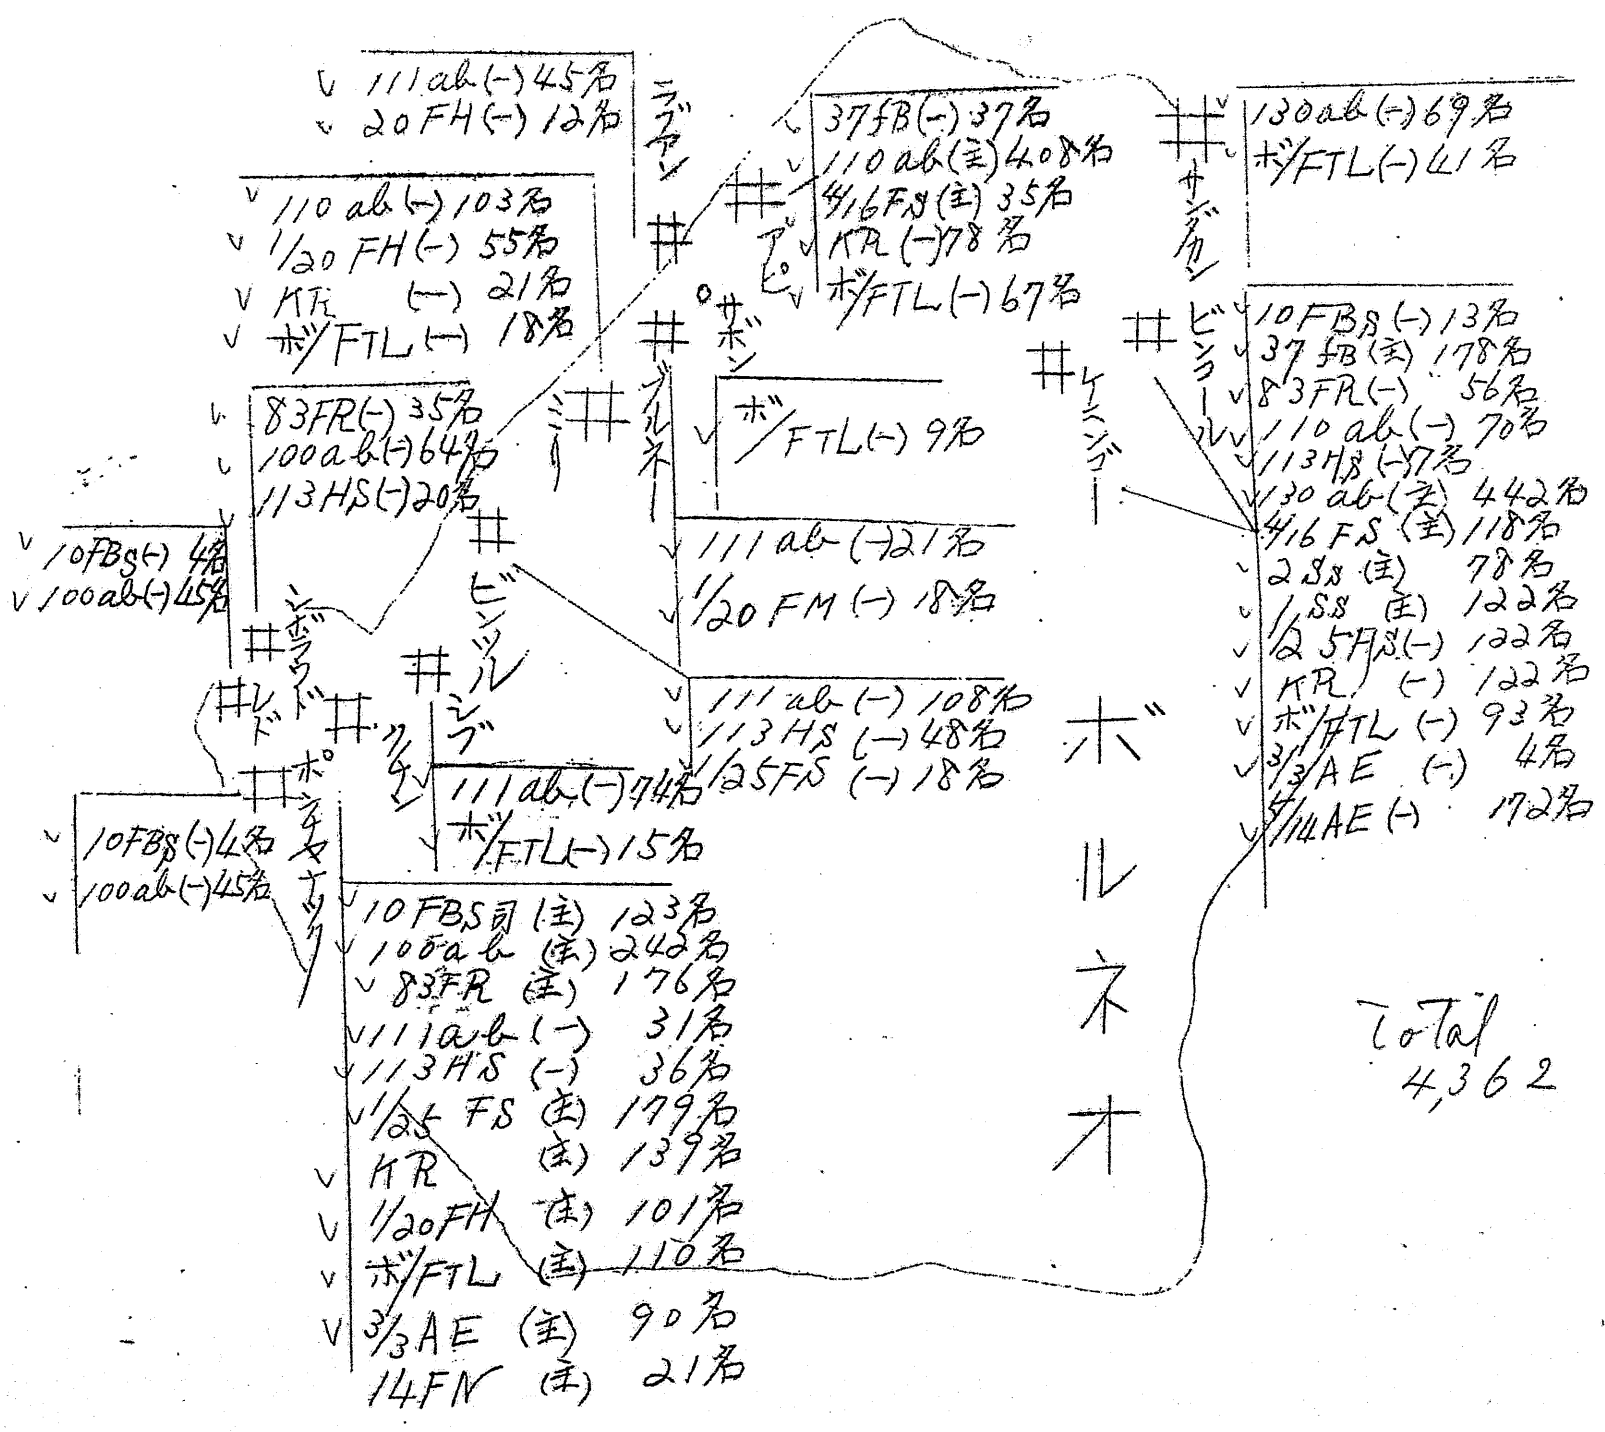 111ab(-)45名
20FH(-)12名
ラブアン
110ab(-)103名
1/20FH(-)55名
KR (-) 21名
ボ/FTL(-) 18名
ミリー
83FR(-)35名
100ab(-)64名
113HS(-)20名
10FBS(-)4名
100ab(-)45名
シボラウド
レド
10FBS(-)4名
100ab(-)45名
ポンテヤナック
クチン
10FBS司(主)123名
100ab(主)242名
83FR(主)176名
111ab(-)31名
113HS(-)36名
1/25FS(主)179名
KR(主)139名
1/20FH(主)101名
ボ/FTL(主)110名
3/3AE(主)90名
14FN(主)21名
シブ
111ab(-)74名
ボ/FTL(-)15名
ビンツル
111ab(-)108名
113HS(-)48名
1/25FS(-)18名
ブルネー
111ab(-)21名
1/20FM(-)18名
サボン
ボ/FTL(-)9名
アピ
37fB(-)37名
110ab(主)408名
4/16FS(主)35名
KR(-)78名
ボ/FTL(-)67名
サンダカン
130ab(-)69名
ボ/FTL(-)41名
ケニンゴー
ビンコール
10FBS(-)13名
37fB(主)178名
83FR(-)56名
110ab(-)70名
113HS(-)7名
130ab(主)442名
4/16FS(主)118名
2SS(主)78名
1SS(主)122名
1/25FS(-)122名
KR(-)122名
ボ/FTL(-)93名
3/3AE(-)4名
/14AE(-)172名
ボルネオ
Total
4,362